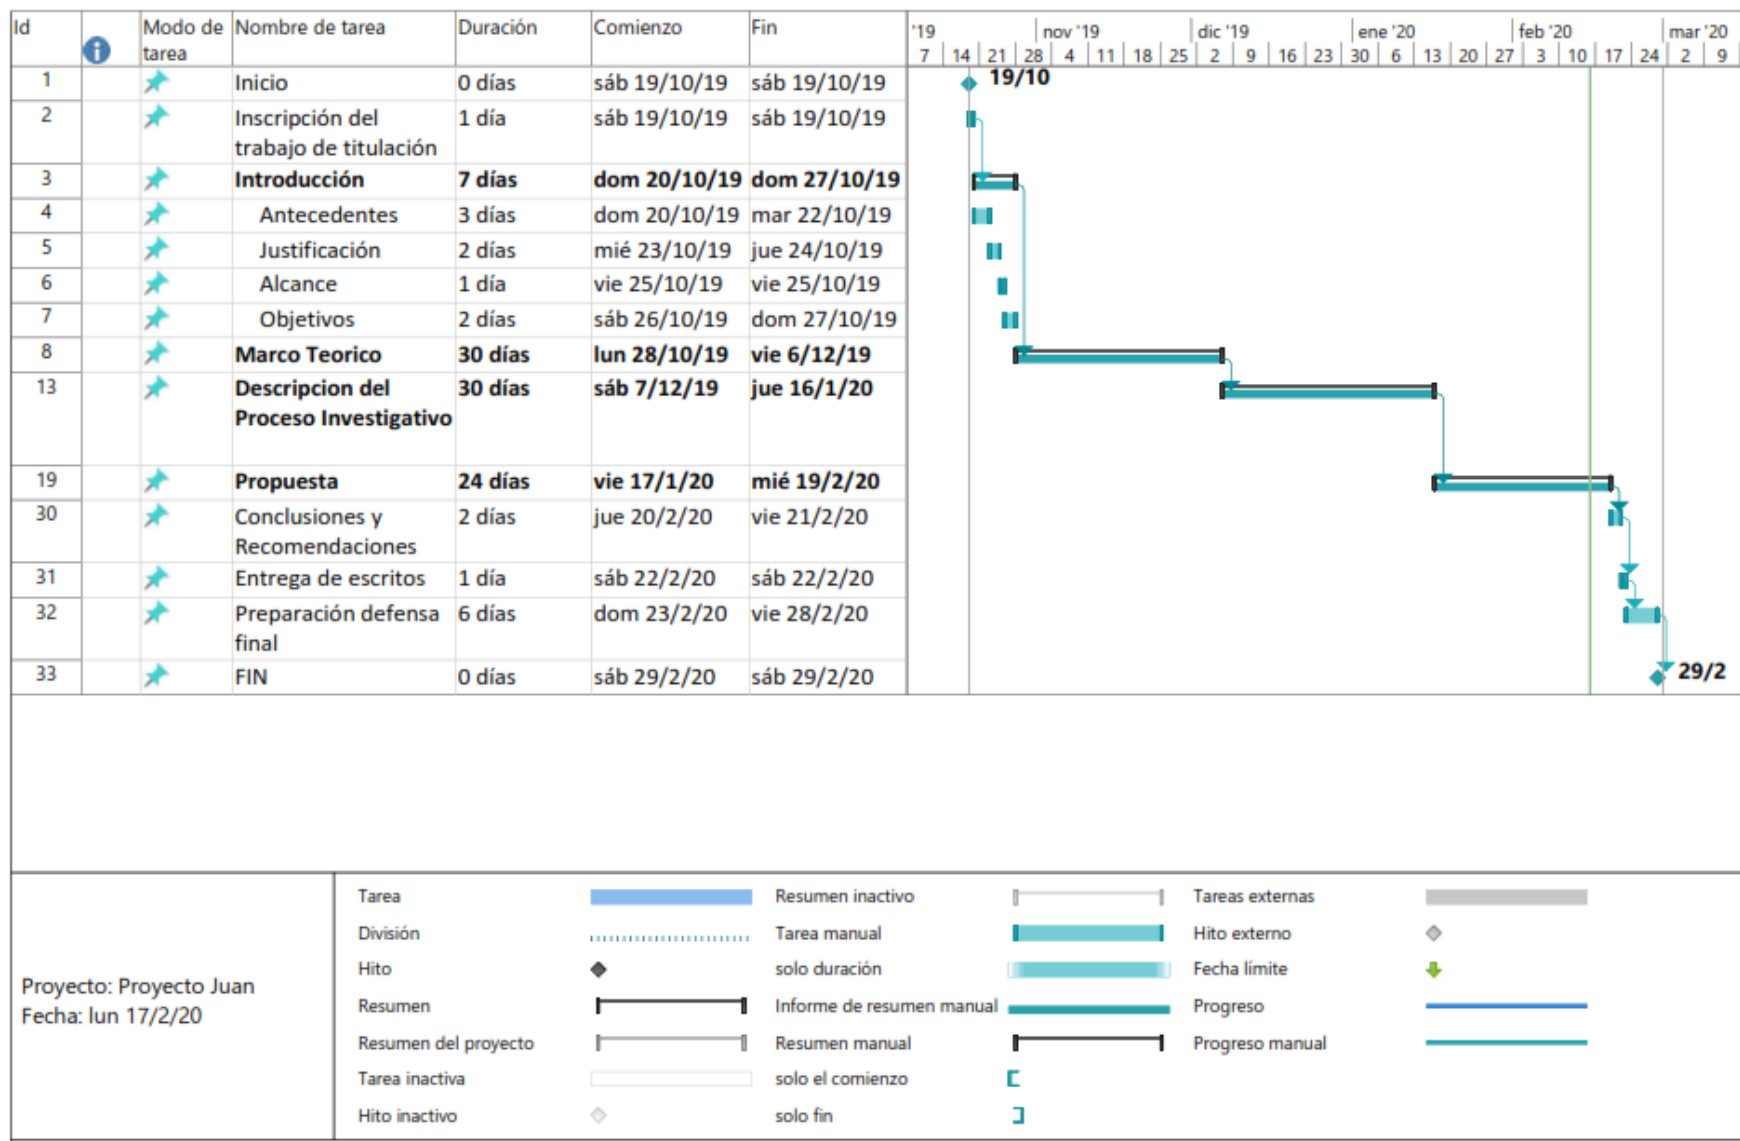 Id Modo de tarea Nombre de tarea Duración Comienzo Fin
'19 nov '19 dic '19 ene '20 feb '20 mar '20
7 14 21 28 4 11 18 25 2 9 16 23 30 6 13 20 27 3 10 17 24 2 9
1 Inicio 0 días sáb 19/10/19 sáb 19/10/19 19/10
2 Inscripción del trabajo de titulación 1 día sáb 19/10/19 sáb 19/10/19
3 Introducción 7 días dom 20/10/19 dom 27/10/19
4 Antecedentes 3 días dom 20/10/19 mar 22/10/19
5 Justificación 2 días mié 23/10/19 jue 24/10/19
6 Alcance 1 día vie 25/10/19 vie 25/10/19
7 Objetivos 2 días sáb 26/10/19 dom 27/10/19
8 Marco Teorico 30 días lun 28/10/19 vie 6/12/19
13 Descripcion del Proceso Investigativo 30 días sáb 7/12/19 jue 16/1/20
19 Propuesta 24 días vie 17/1/20 mié 19/2/20
30 Conclusiones y Recomendaciones 2 días jue 20/2/20 vie 21/2/20
31 Entrega de escritos 1 día sáb 22/2/20 sáb 22/2/20
32 Preparación defensa final 6 días dom 23/2/20 vie 28/2/20
33 FIN 0 días sáb 29/2/20 sáb 29/2/20 29/2
Proyecto: Proyecto Juan
Fecha: lun 17/2/20
Tarea
División
Hito
Resumen
Resumen del proyecto
Tarea inactiva
Hito inactivo
Resumen inactivo
Tarea manual
solo duración
Informe de resumen manual
Resumen manual
solo el comienzo
solo fin
Tareas externas
Hito externo
Fecha límite
Progreso
Progreso manual